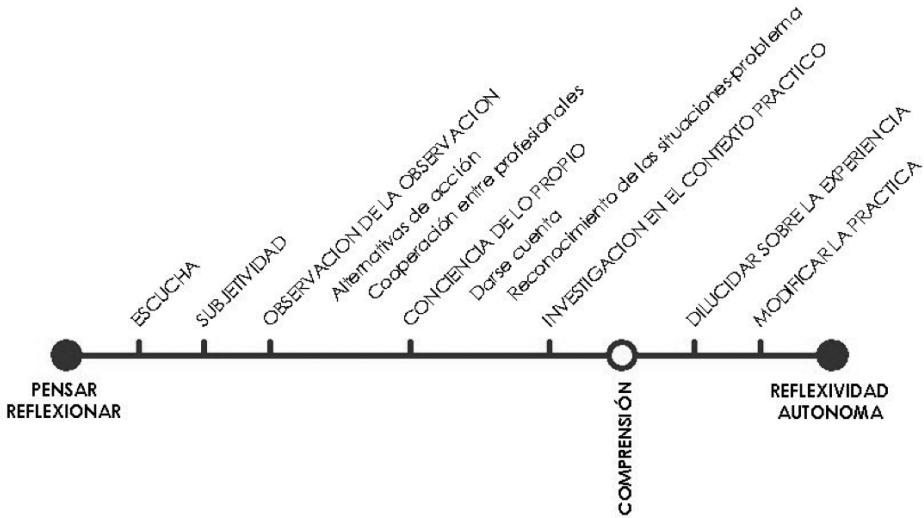 ESCUCHA
SUBJETIVIDAD
OBSERVACION DE LA OBSERVACION
Alternativas de acción
Cooperación entre profesionales
CONCIENCIA DE LO PROPIO
Darse cuenta
Reconocimiento de las situaciones-problema
INVESTIGACION EN EL CONTEXTO PRACTICO
DILUCIDAR SOBRE LA EXPERIENCIA
MODIFICAR LA PRACTICA
PENSAR
REFLEXIONAR
COMPRENSIÓN
REFLEXIVIDAD
AUTONOMA